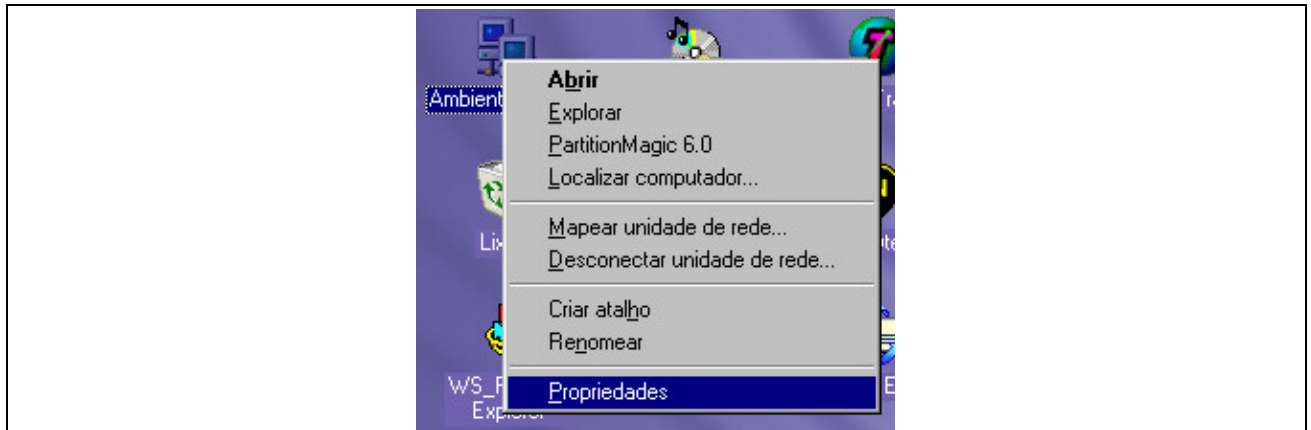 Ambient
Abrir
Explorar
PartitionMagic 6.0
Localizar computador...
Mapear unidade de rede...
Desconectar unidade de rede...
Criar atalho
Renomear
Propriedades
WS_F
Explorer